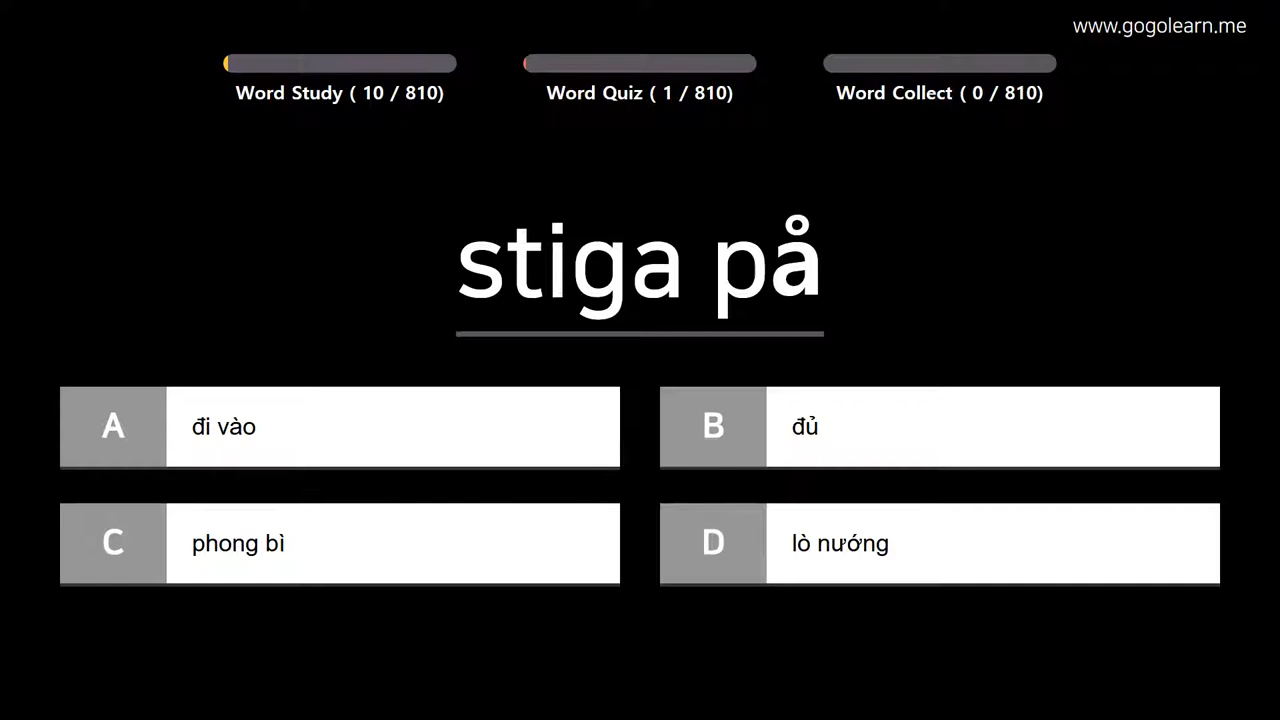 www.gogolearn.me
Word Study ( 10 / 810)
Word Quiz ( 1 / 810)
Word Collect ( 0 / 810)
stiga på
A đi vào
B đủ
C phong bì
D lò nướng